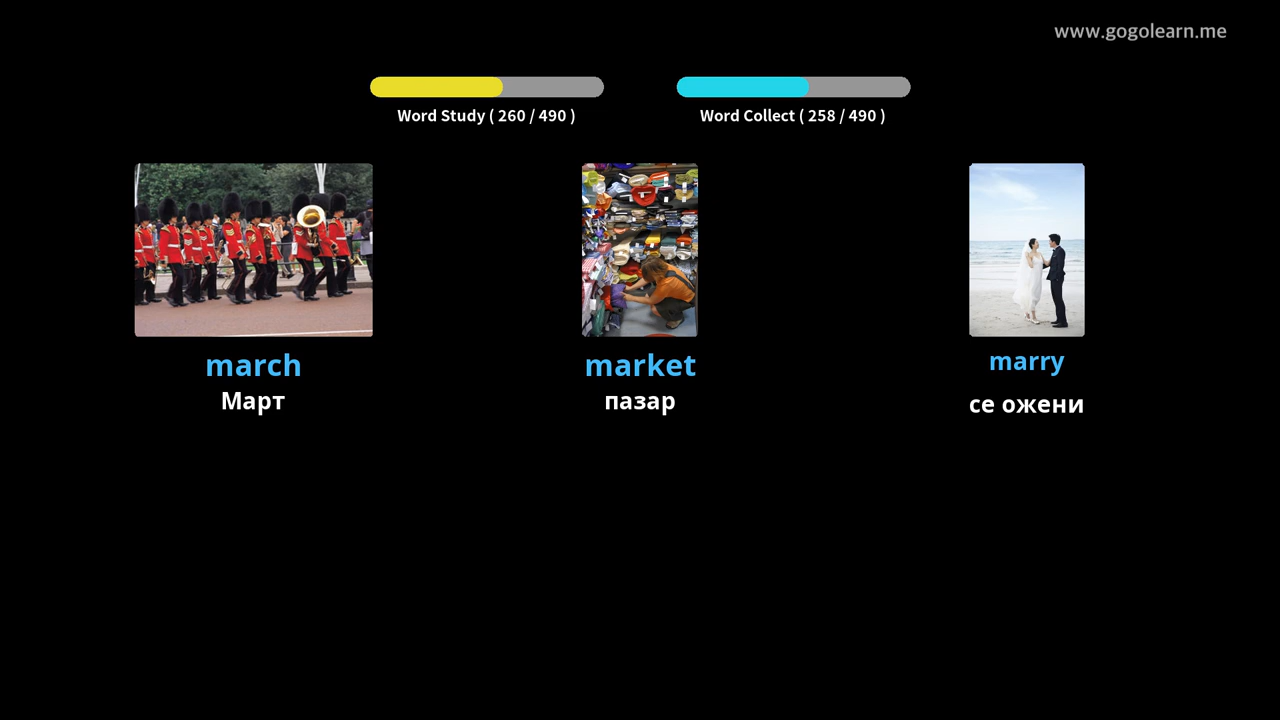 www.gogolearn.me
Word Study ( 260 / 490 )
Word Collect ( 258 / 490 )
march
market
marry
Март
пазар
се ожени